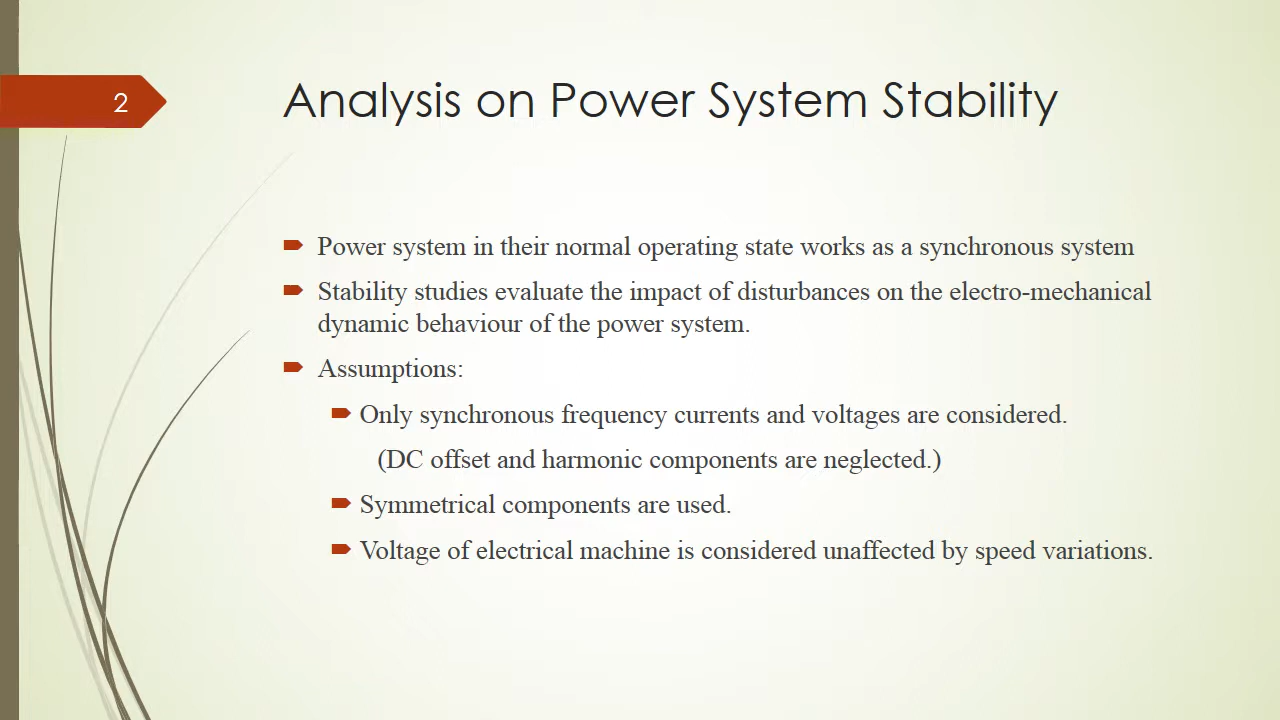 2
Analysis on Power System Stability
Power system in their normal operating state works as a synchronous system
Stability studies evaluate the impact of disturbances on the electro-mechanical
dynamic behaviour of the power system.
Assumptions:
Only synchronous frequency currents and voltages are considered.
(DC offset and harmonic components are neglected.)
Symmetrical components are used.
Voltage of electrical machine is considered unaffected by speed variations.